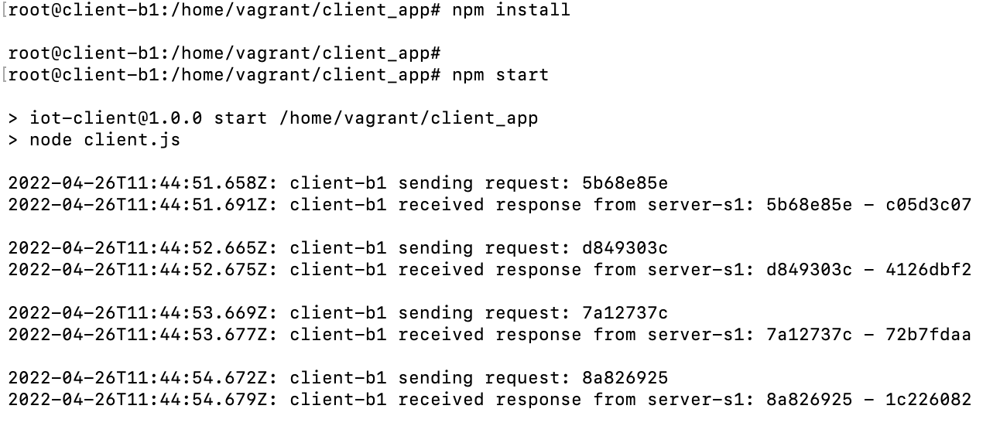 [root@client-b1:/home/vagrant/client_app# npm install
root@client-b1:/home/vagrant/client_app#
[root@client-b1:/home/vagrant/client_app# npm start
> iot-client@1.0.0 start /home/vagrant/client_app
> node client.js
2022-04-26T11:44:51.658Z: client-b1 sending request: 5b68e85e
2022-04-26T11:44:51.691Z: client-b1 received response from server-s1: 5b68e85e - c05d3c07
2022-04-26T11:44:52.665Z: client-b1 sending request: d849303c
2022-04-26T11:44:52.675Z: client-b1 received response from server-s1: d849303c - 4126dbf2
2022-04-26T11:44:53.669Z: client-b1 sending request: 7a12737c
2022-04-26T11:44:53.677Z: client-b1 received response from server-s1: 7a12737c - 72b7fdaa
2022-04-26T11:44:54.672Z: client-b1 sending request: 8a826925
2022-04-26T11:44:54.679Z: client-b1 received response from server-s1: 8a826925 - 1c226082